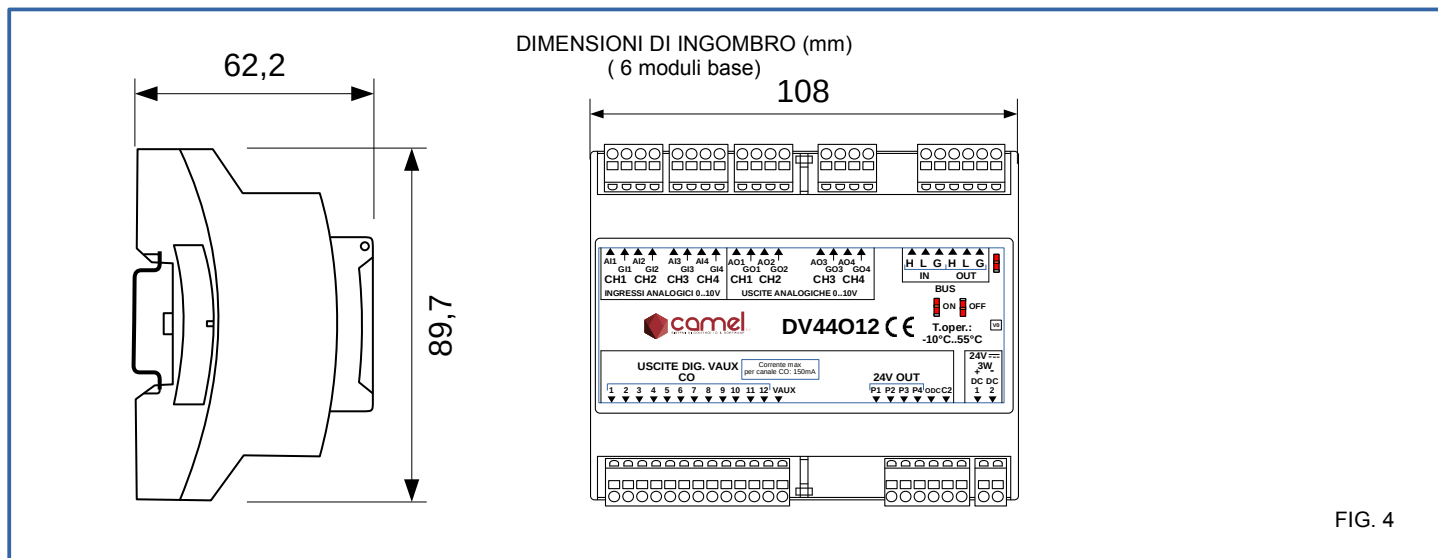 DIMENSIONI DI INGOMBRO (mm)
( 6 moduli base)
62,2
108
89,7
AI1 AI2 AI3 AI4 AO1 AO2 AO3 AO4
GI1 GI2 GI3 GI4 GO1 GO2 GO3 GO4
CH1 CH2 CH3 CH4 CH1 CH2 CH3 CH4
INGRESSI ANALOGICI 0..10V USCITE ANALOGICHE 0..10V
H L G H L G
IN OUT
BUS
ON OFF
camel
DV44O12 CE
T.oper.:
-10°C..55°C
V0
USCITE DIG. VAUX
CO
Corrente max
per canale CO: 150mA
1 2 3 4 5 6 7 8 9 10 11 12 VAUX
24V OUT
P1 P2 P3 P4 ODC C2
24V
3W
+ -
DC DC
1 2
FIG. 4